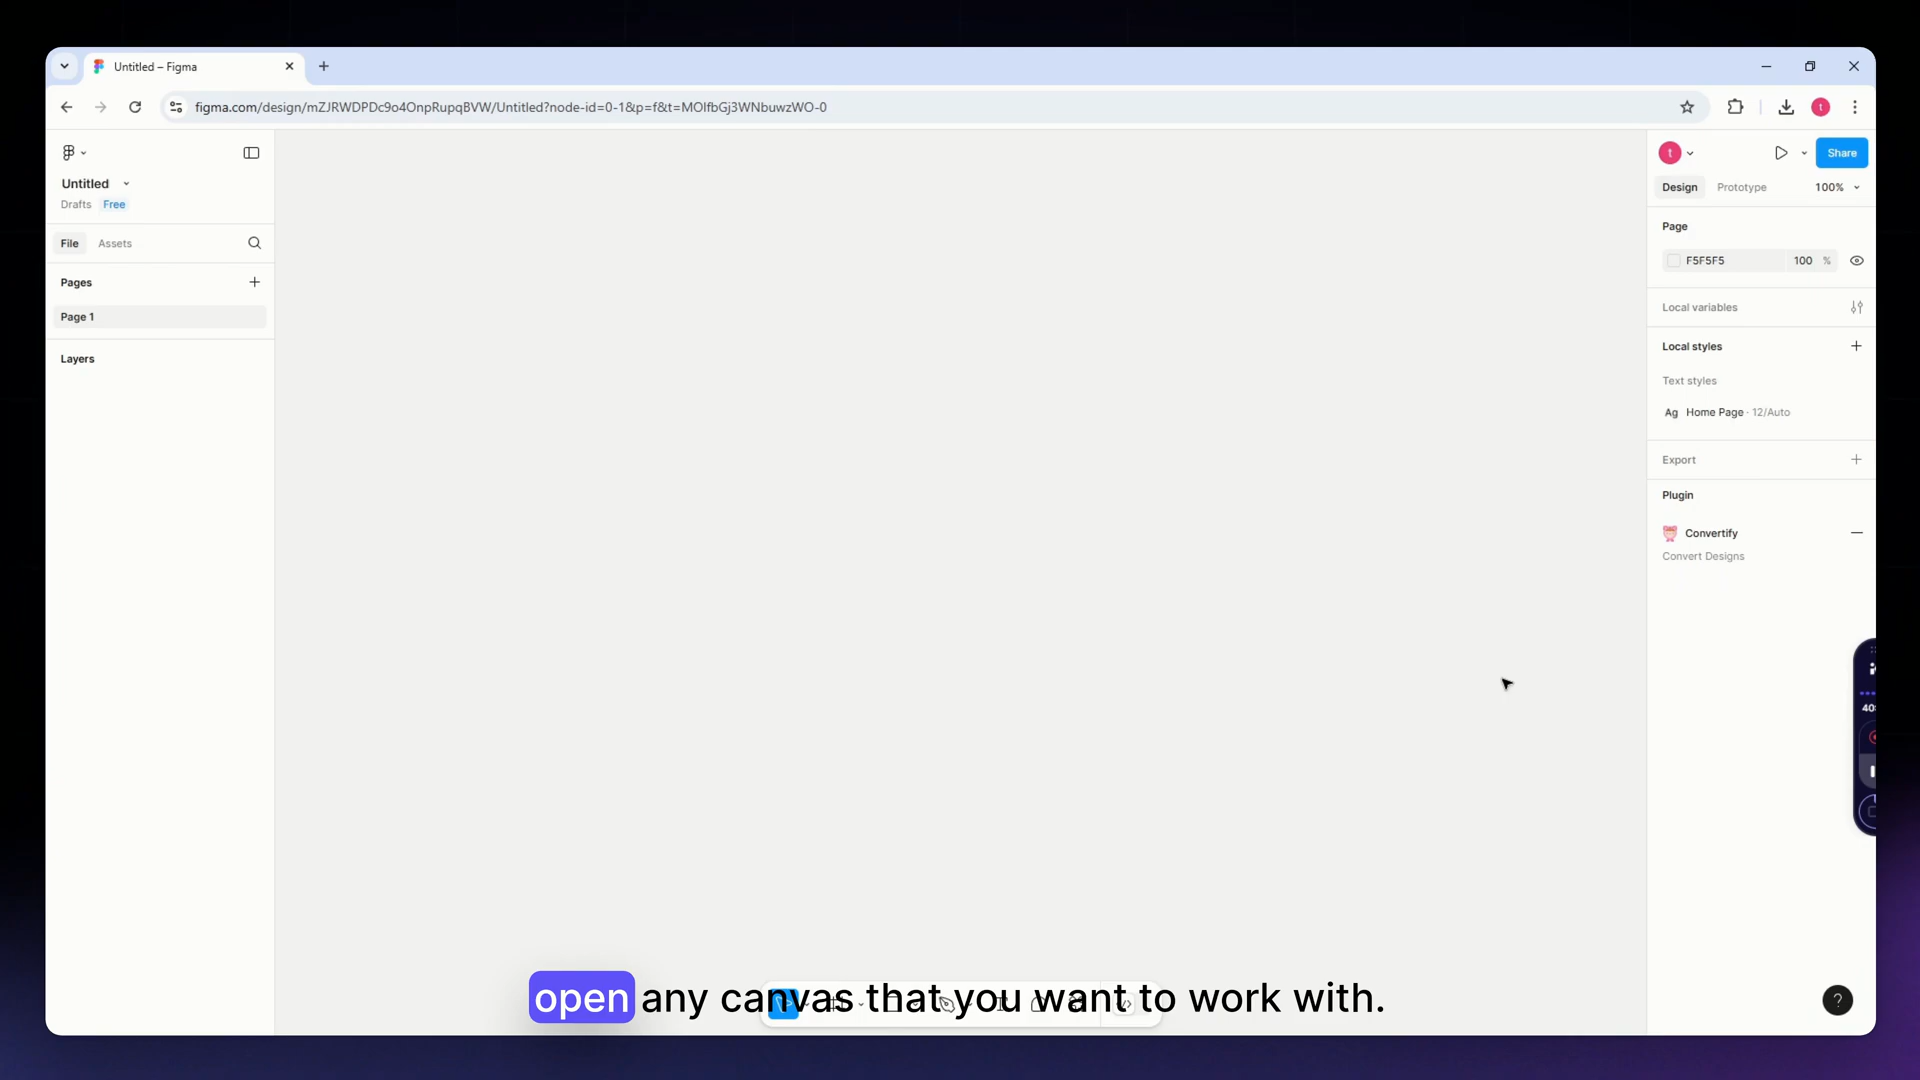 Untitled – Figma
figma.com/design/mZJRWDPDc9o4OnpRupqBVW/Untitled?node-id=0-1&p=f&t=MOlfbGj3WNbuwzWO-0
t
Untitled
Drafts Free
File Assets
Pages
Page 1
Layers
t
Share
Design Prototype 100%
Page
F5F5F5 100 %
Local variables
Local styles
Text styles
Ag Home Page · 12/Auto
Export
Plugin
Convertify
Convert Designs
open any canvas that you want to work with.
?